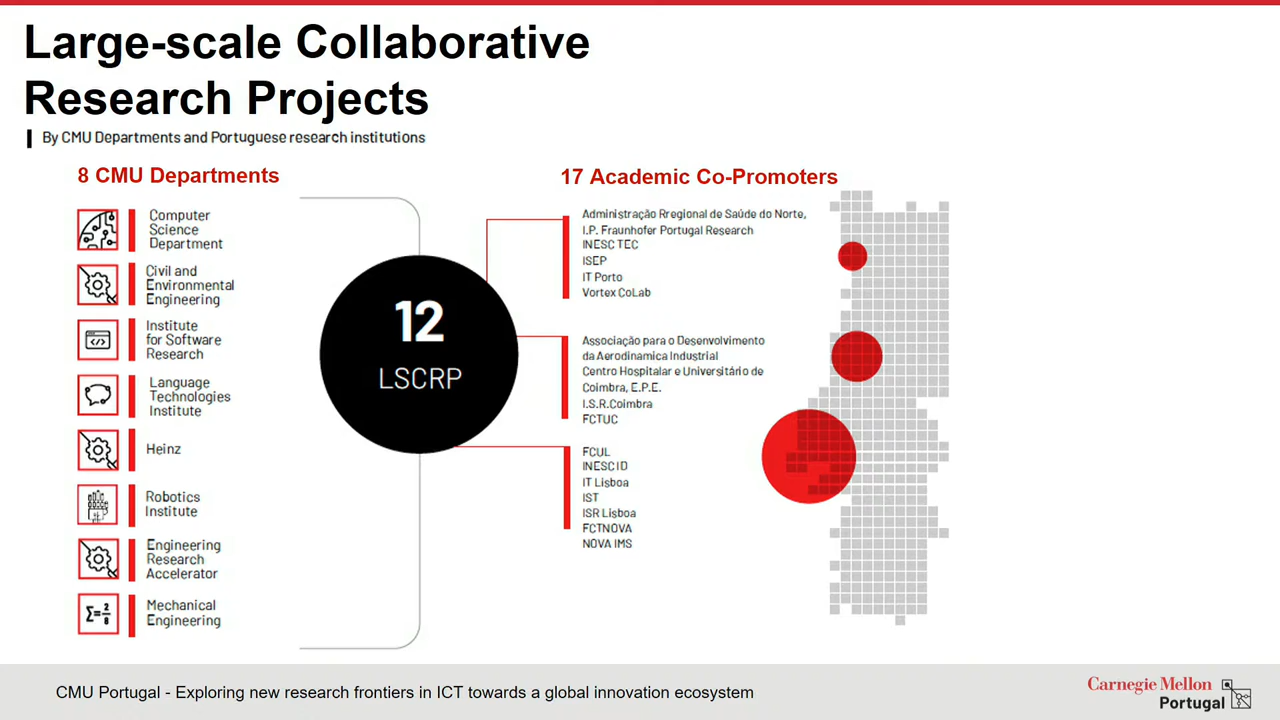 Large-scale Collaborative
Research Projects
By CMU Departments and Portuguese research institutions
8 CMU Departments
Computer
Science
Department
Civil and
Environmental
Engineering
Institute
for Software
Research
Language
Technologies
Institute
Heinz
Robotics
Institute
Engineering
Research
Accelerator
Σ=2/8
Mechanical
Engineering
12
LSCRP
17 Academic Co-Promoters
Administração Rregional de Saúde do Norte,
I.P. Fraunhofer Portugal Research
INESC TEC
ISEP
IT Porto
Vortex CoLab
Associação para o Desenvolvimento
da Aerodinamica Industrial
Centro Hospitalar e Universitário de
Coimbra, E.P.E.
I.S.R.Coimbra
FCTUC
FCUL
INESC ID
IT Lisboa
IST
ISR Lisboa
FCTNOVA
NOVA IMS
CMU Portugal - Exploring new research frontiers in ICT towards a global innovation ecosystem
Carnegie Mellon
Portugal